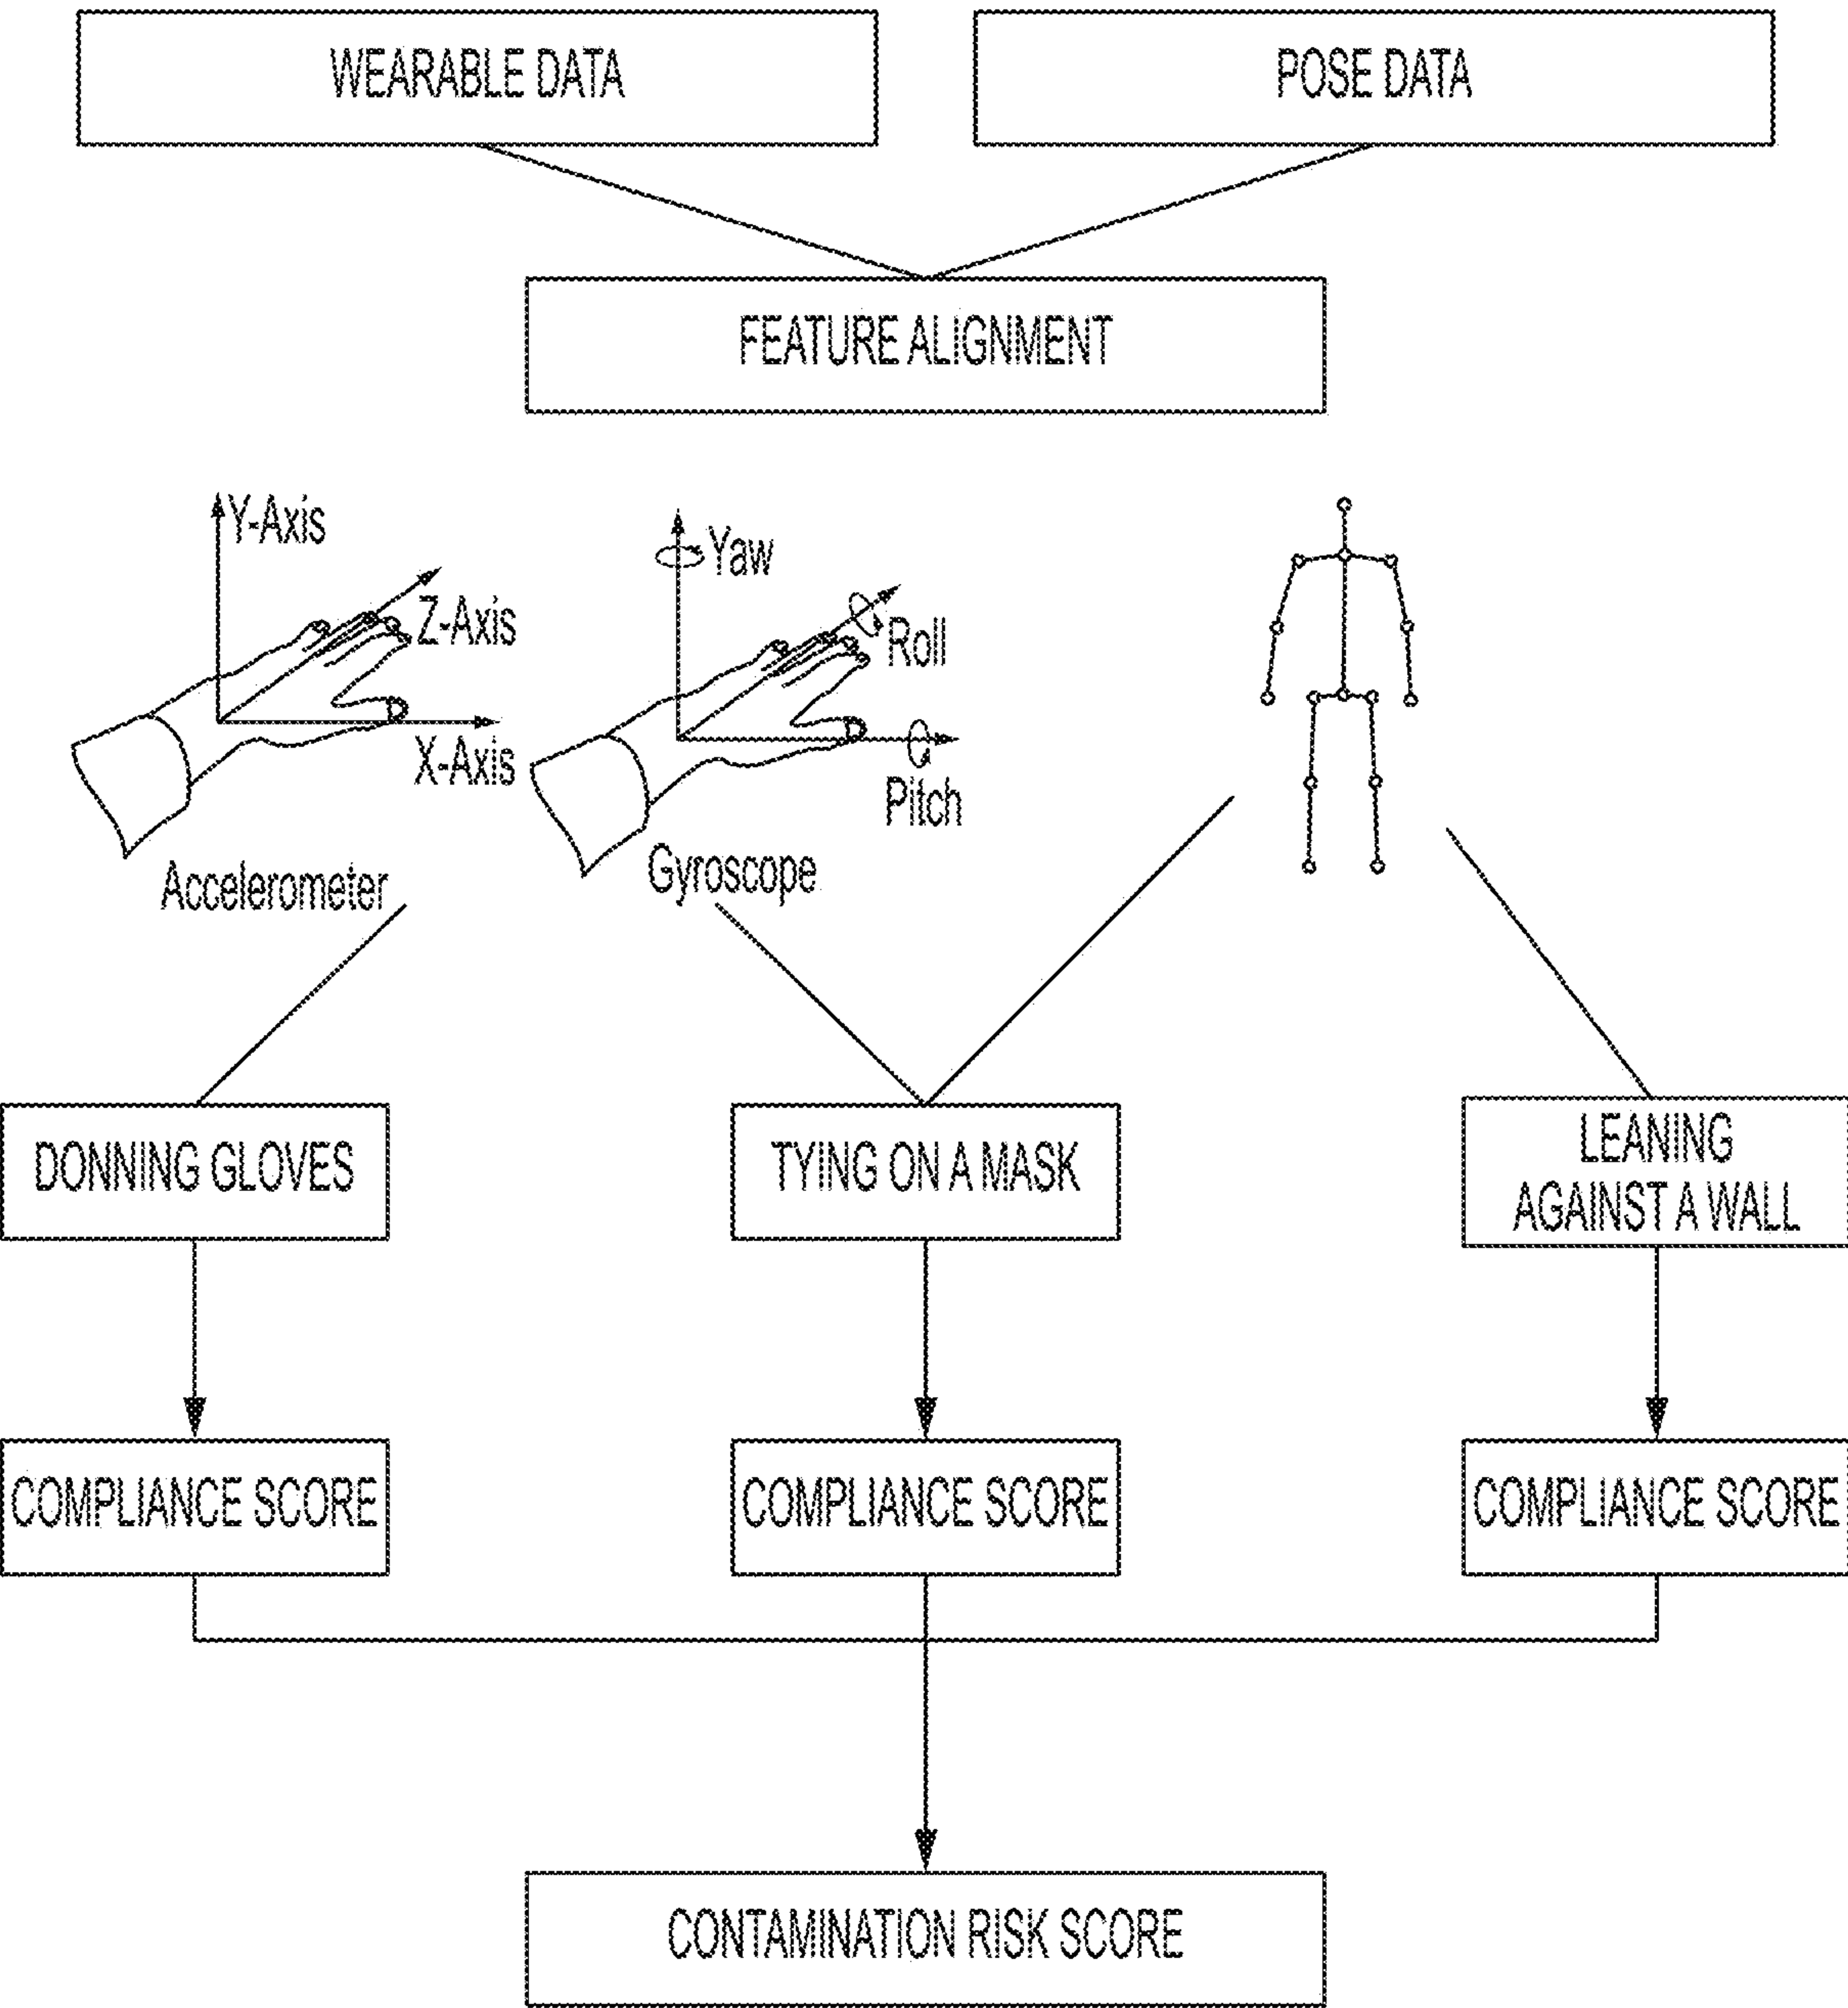 WEARABLE DATA
POSE DATA
FEATURE ALIGNMENT
Y-Axis
Z-Axis
X-Axis
Accelerometer
Yaw
Roll
Pitch
Gyroscope
DONNING GLOVES
TYING ON A MASK
LEANING
AGAINST A WALL
COMPLIANCE SCORE
COMPLIANCE SCORE
COMPLIANCE SCORE
CONTAMINATION RISK SCORE